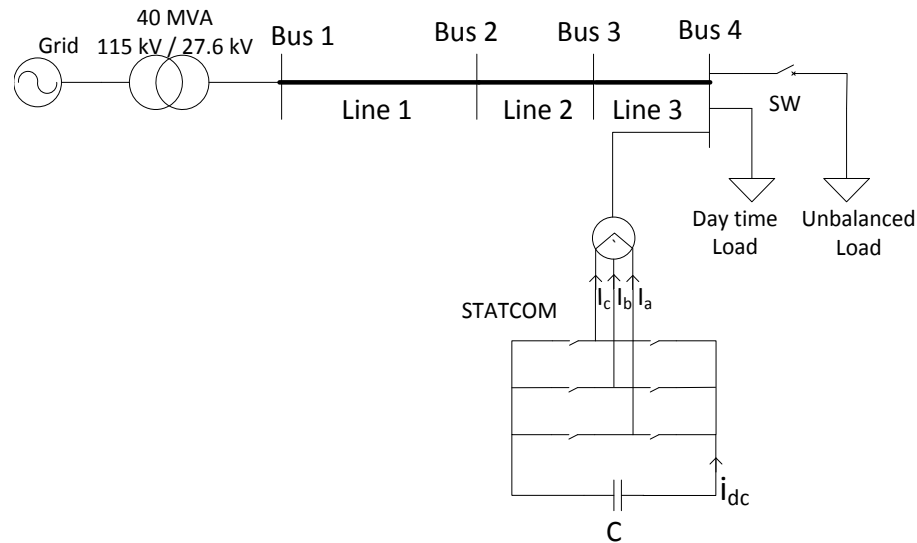 40 MVA
115 kV / 27.6 kV
Grid
Bus 1
Bus 2
Bus 3
Bus 4
Line 1
Line 2
Line 3
SW
Day time
Load
Unbalanced
Load
Ic Ib Ia
STATCOM
idc
C